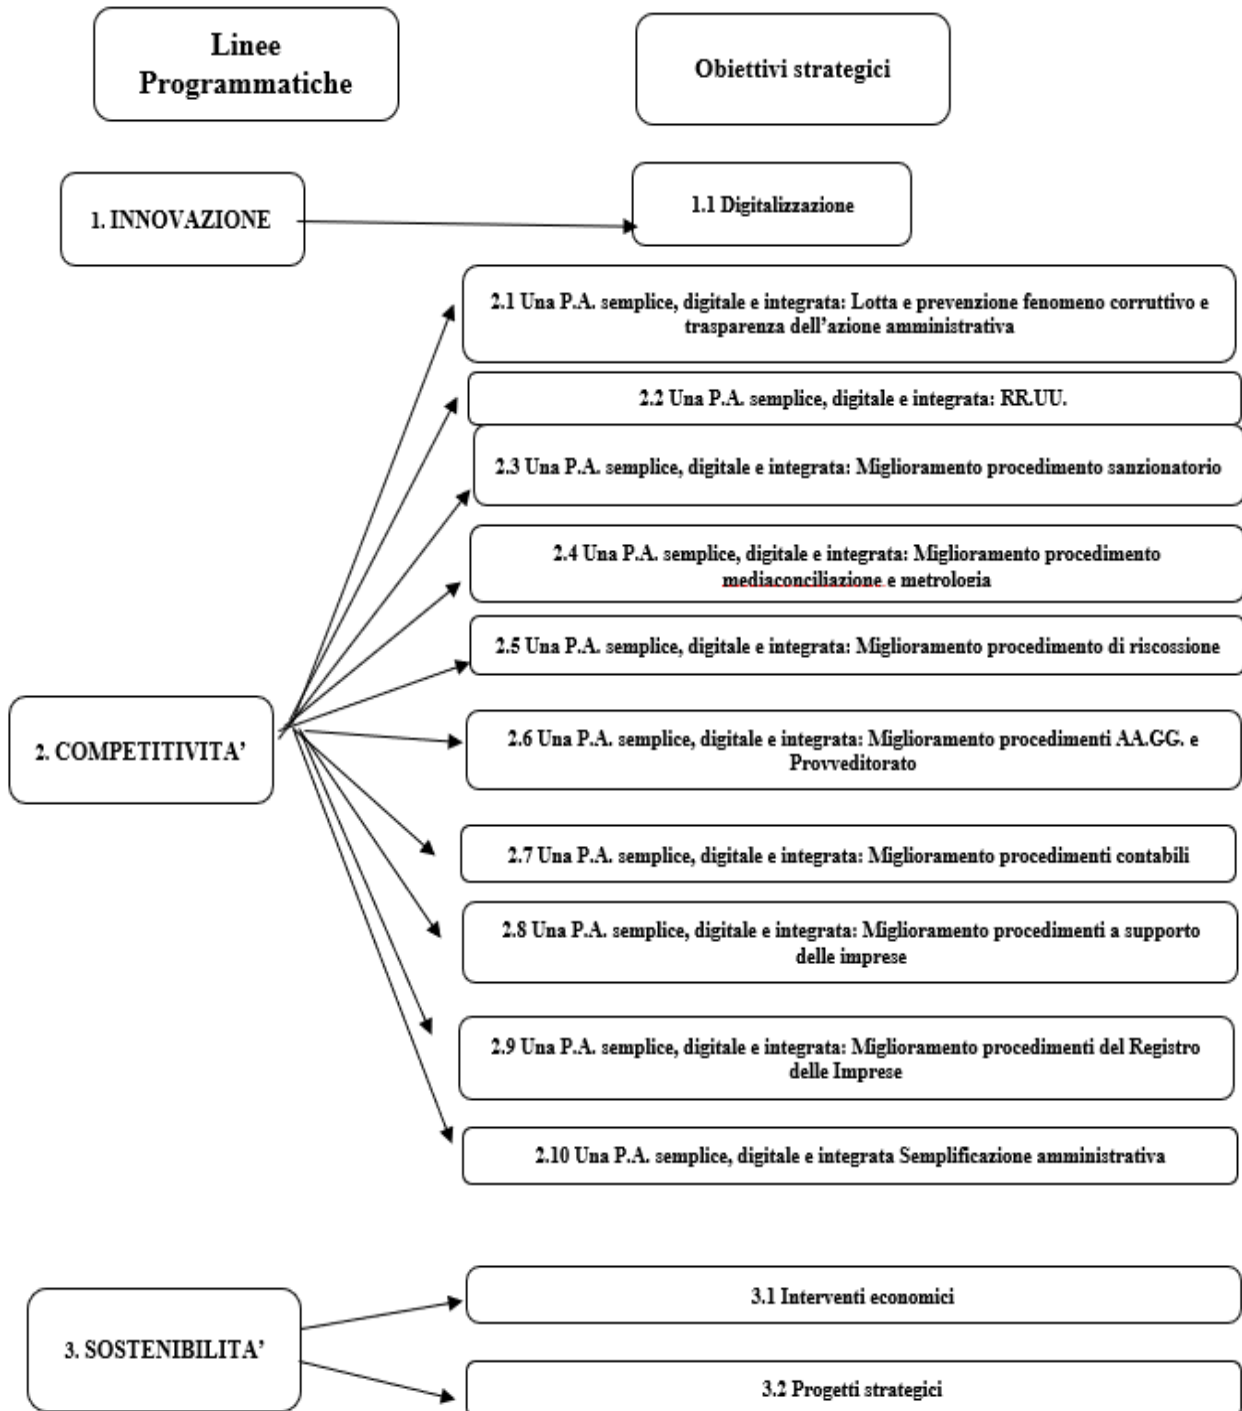 Linee
Programmatiche
Obiettivi strategici
1. INNOVAZIONE
1.1 Digitalizzazione
2.1 Una P.A. semplice, digitale e integrata: Lotta e prevenzione fenomeno corruttivo e
trasparenza dell’azione amministrativa
2.2 Una P.A. semplice, digitale e integrata: RR.UU.
2.3 Una P.A. semplice, digitale e integrata: Miglioramento procedimento sanzionatorio
2.4 Una P.A. semplice, digitale e integrata: Miglioramento procedimento
mediaconciliazione e metrologia
2.5 Una P.A. semplice, digitale e integrata: Miglioramento procedimento di riscossione
2. COMPETITIVITA’
2.6 Una P.A. semplice, digitale e integrata: Miglioramento procedimenti AA.GG. e
Provveditorato
2.7 Una P.A. semplice, digitale e integrata: Miglioramento procedimenti contabili
2.8 Una P.A. semplice, digitale e integrata: Miglioramento procedimenti a supporto
delle imprese
2.9 Una P.A. semplice, digitale e integrata: Miglioramento procedimenti del Registro
delle Imprese
2.10 Una P.A. semplice, digitale e integrata Semplificazione amministrativa
3. SOSTENIBILITA’
3.1 Interventi economici
3.2 Progetti strategici